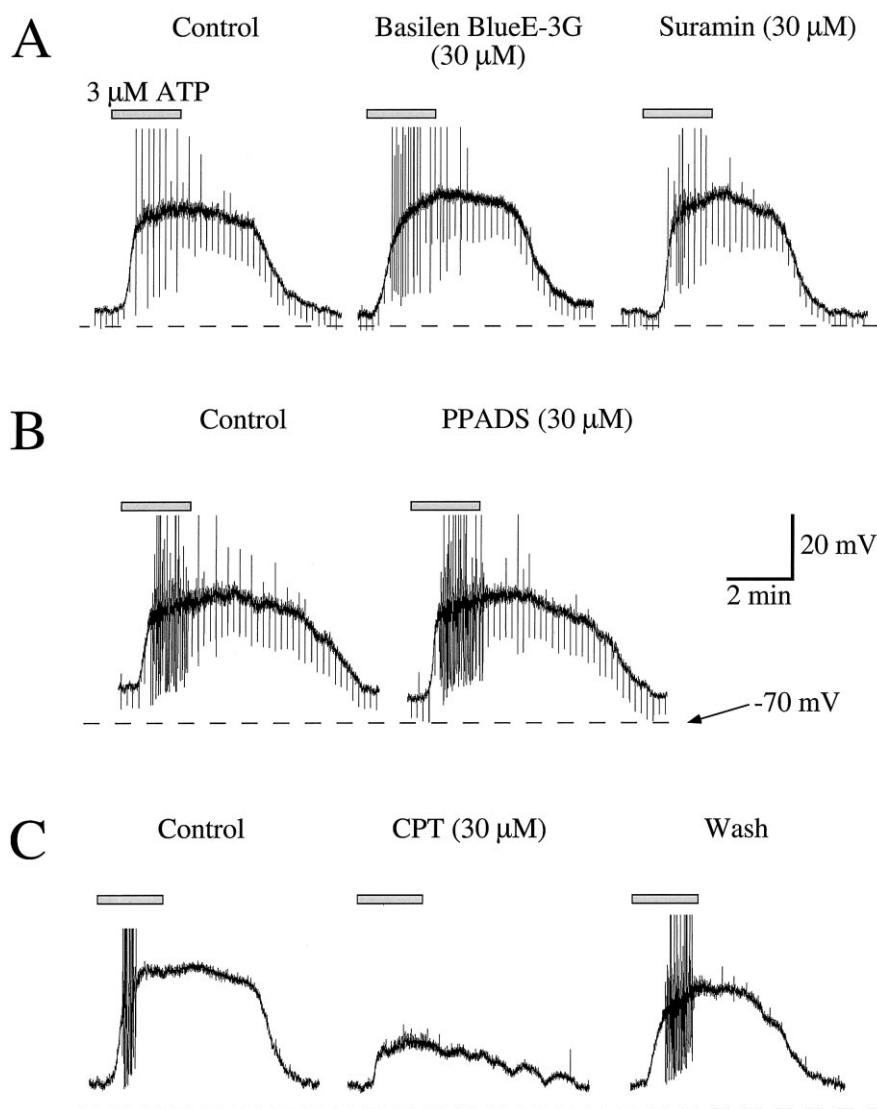 A
Control
Basilen BlueE-3G
(30 μM)
Suramin (30 μM)
3 μM ATP
B
Control
PPADS (30 μM)
20 mV
2 min
-70 mV
C
Control
CPT (30 μM)
Wash